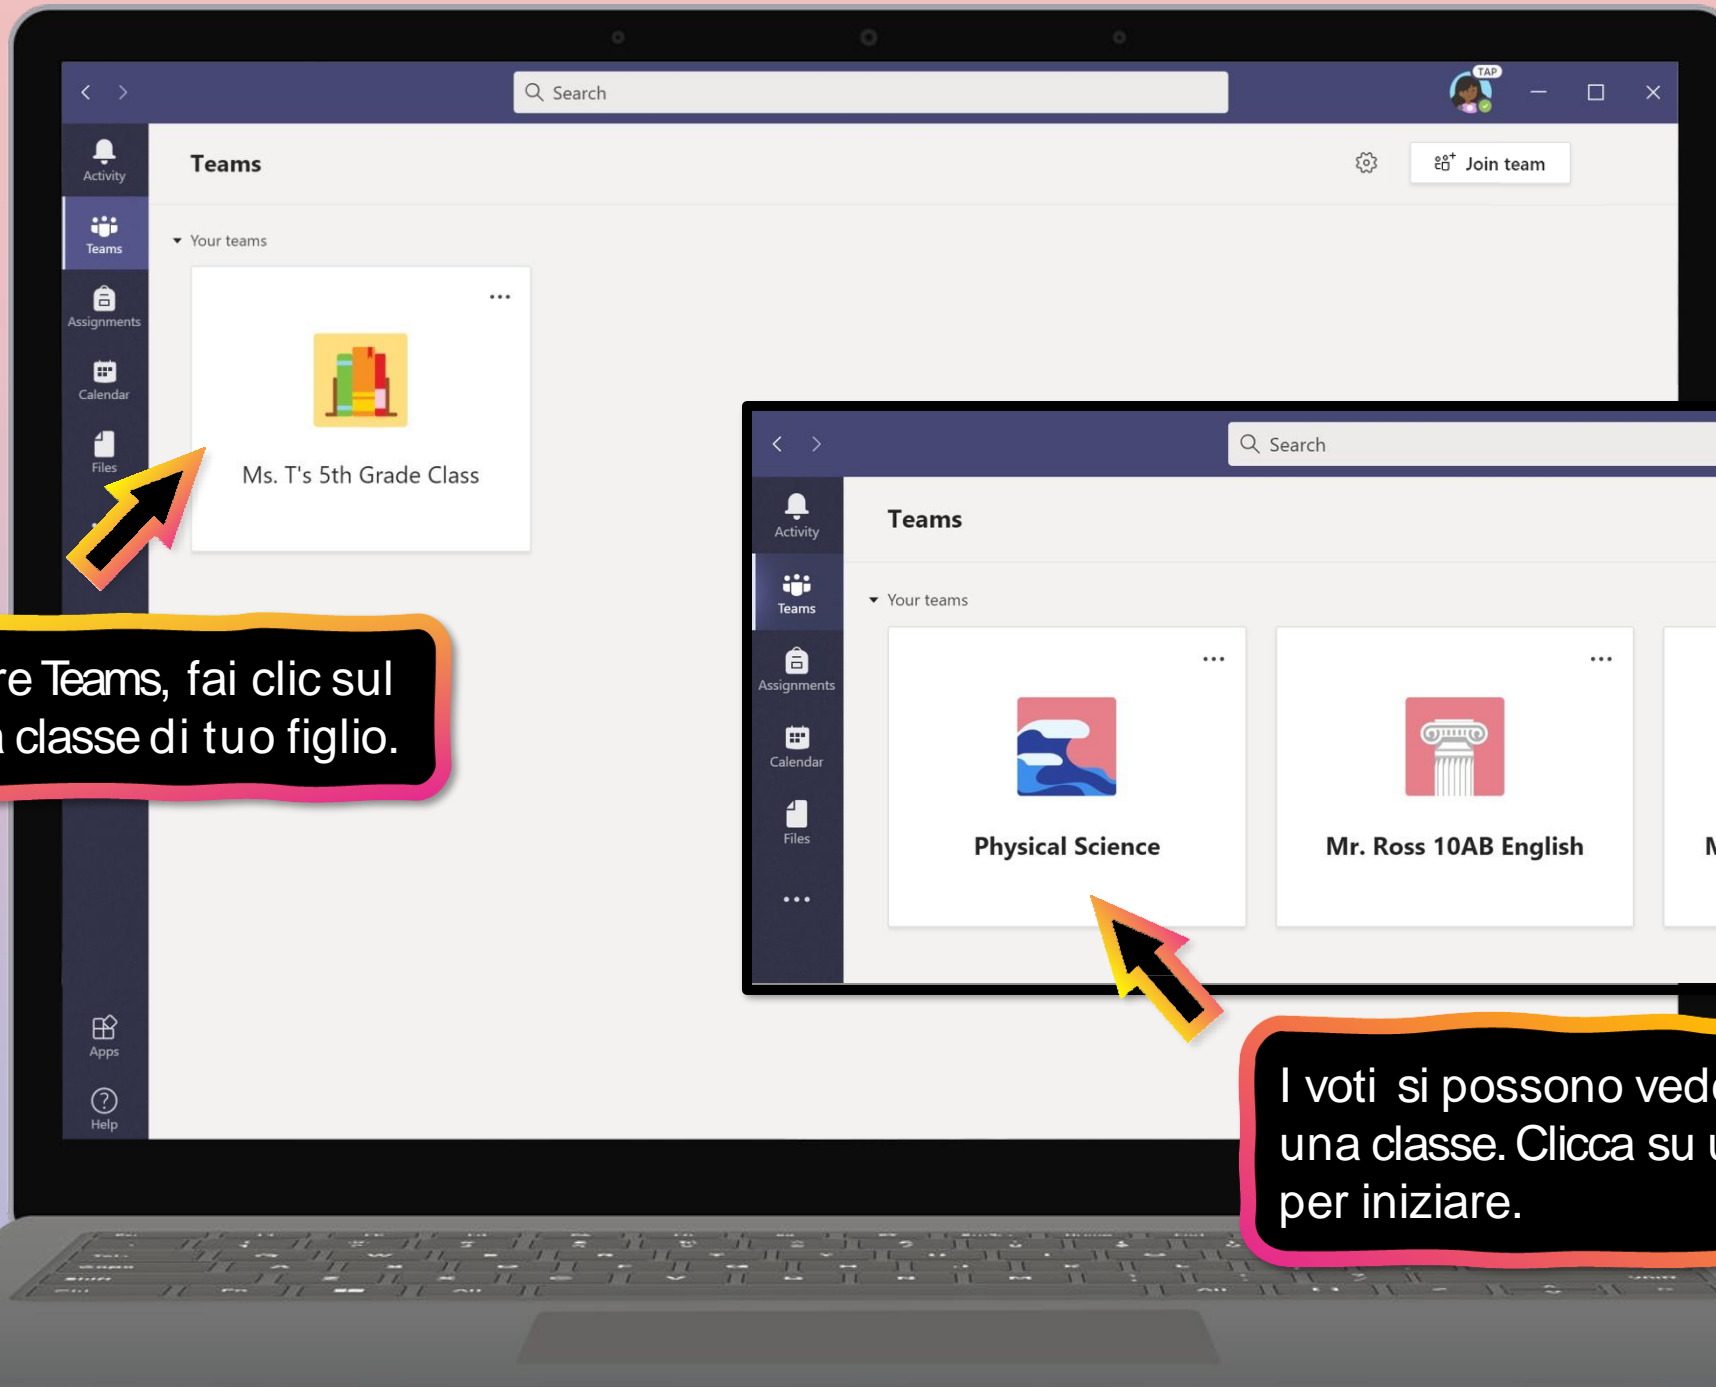 Search
TAP
Activity
Teams
Join team
Teams
Your teams
Assignments
Calendar
Files
Ms. T's 5th Grade Class
re Teams, fai clic sul
a classe di tuo figlio.
Apps
Help
Search
Activity
Teams
Teams
Your teams
Assignments
Calendar
Files
Physical Science
Mr. Ross 10AB English
M
I voti si possono ved
una classe. Clicca su u
per iniziare.